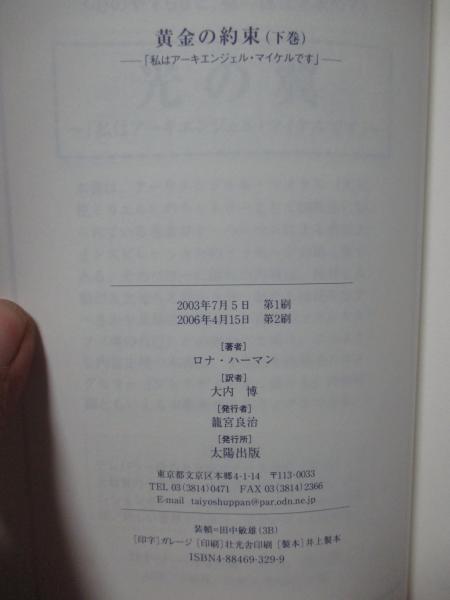 黄金の約束(下巻)
―「私はアーキエンジェル・マイケルです」―
2003年7月5日 第1刷
2006年4月15日 第2刷
[著者]
ロナ・ハーマン
[訳者]
大内 博
[発行者]
籠宮良治
[発行所]
太陽出版
東京都文京区本郷4-1-14 〒113-0033
TEL 03(3814)0471 FAX 03(3814)2366
E-mail taiyoshuppan@par.odn.ne.jp
装幀=田中敏雄(3B)
[印字]ガレージ [印刷]壮光舎印刷 [製本]井上製本
ISBN4-88469-329-9